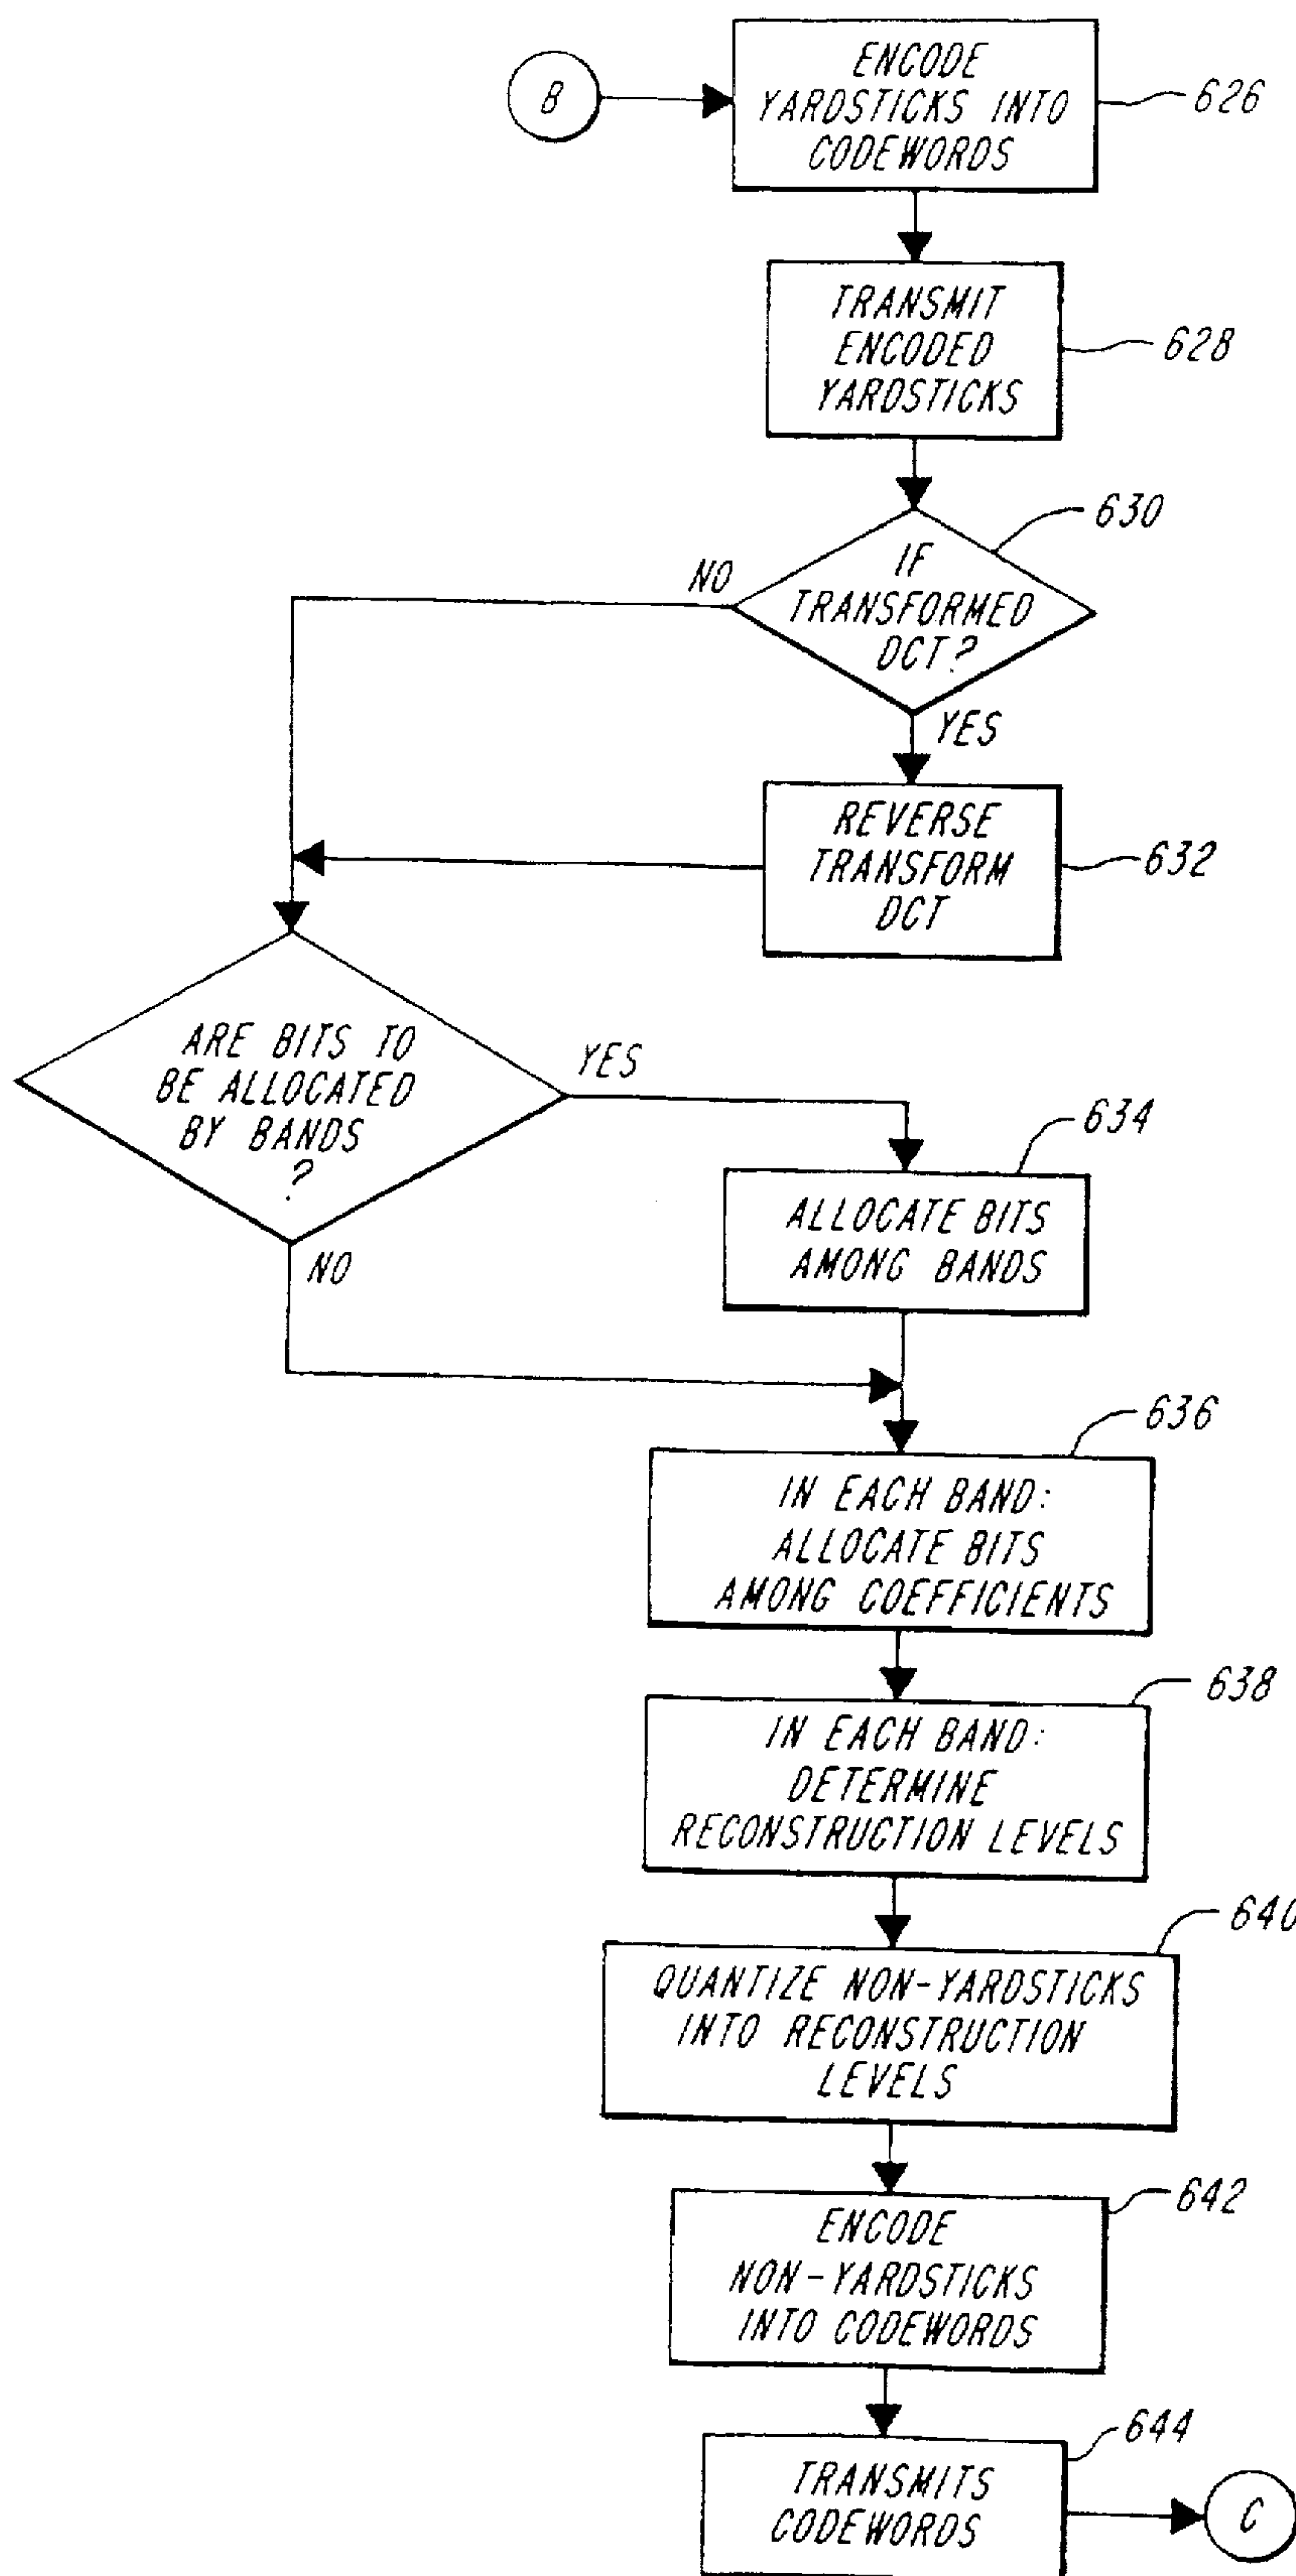 B
ENCODE
YARDSTICKS INTO
CODEWORDS
626
TRANSMIT
ENCODED
YARDSTICKS
628
630
IF
TRANSFORMED
DCT?
NO
YES
REVERSE
TRANSFORM
DCT
632
ARE BITS TO
BE ALLOCATED
BY BANDS
?
YES
NO
634
ALLOCATE BITS
AMONG BANDS
636
IN EACH BAND:
ALLOCATE BITS
AMONG COEFFICIENTS
638
IN EACH BAND:
DETERMINE
RECONSTRUCTION LEVELS
640
QUANTIZE NON-YARDSTICKS
INTO RECONSTRUCTION
LEVELS
642
ENCODE
NON-YARDSTICKS
INTO CODEWORDS
644
TRANSMITS
CODEWORDS
C